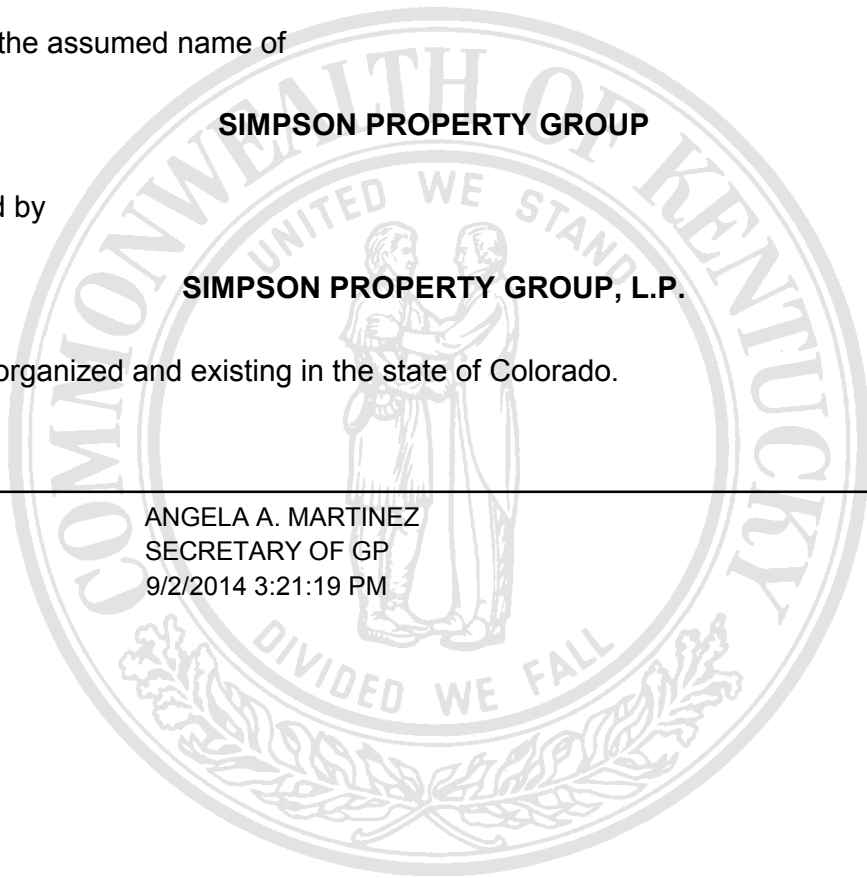 the assumed name of
SIMPSON PROPERTY GROUP
d by
SIMPSON PROPERTY GROUP, L.P.
organized and existing in the state of Colorado.
ANGELA A. MARTINEZ
SECRETARY OF GP
9/2/2014 3:21:19 PM
COMMONWEALTH OF KENTUCKY
UNITED WE STAND
DIVIDED WE FALL